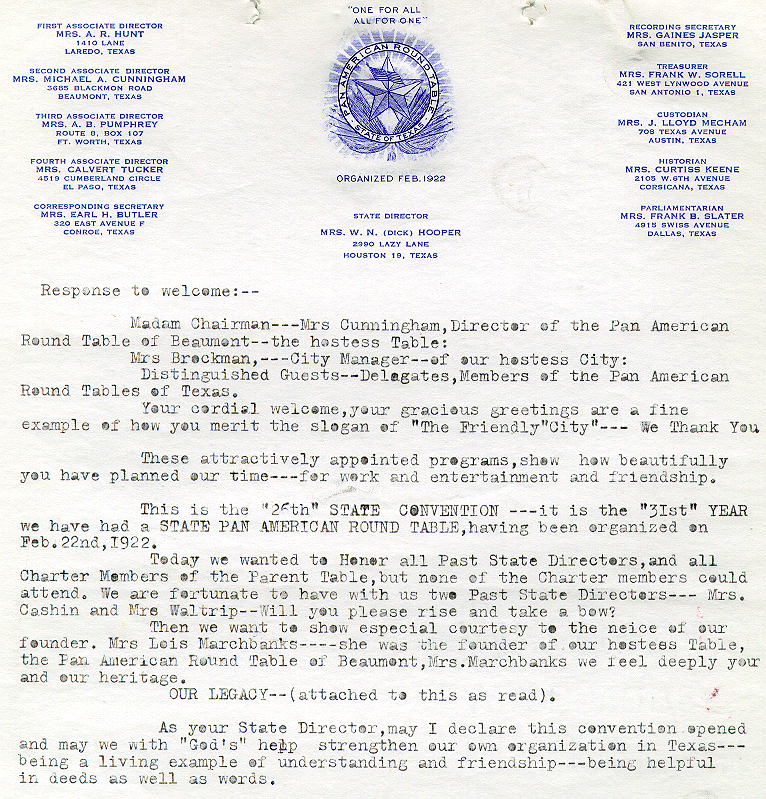 "ONE FOR ALL
ALL FOR ONE"
PAN AMERICAN ROUND TABLE
STATE OF TEXAS
ORGANIZED FEB. 1922
STATE DIRECTOR
MRS. W. N. (DICK) HOOPER
2990 LAZY LANE
HOUSTON 19, TEXAS
FIRST ASSOCIATE DIRECTOR
MRS. A. R. HUNT
1410 LANE
LAREDO, TEXAS
SECOND ASSOCIATE DIRECTOR
MRS. MICHAEL A. CUNNINGHAM
3685 BLACKMON ROAD
BEAUMONT, TEXAS
THIRD ASSOCIATE DIRECTOR
MRS. A. B. PUMPHREY
ROUTE 8, BOX 107
FT. WORTH, TEXAS
FOURTH ASSOCIATE DIRECTOR
MRS. CALVERT TUCKER
4519 CUMBERLAND CIRCLE
EL PASO, TEXAS
CORRESPONDING SECRETARY
MRS. EARL H. BUTLER
320 EAST AVENUE F
CONROE, TEXAS
RECORDING SECRETARY
MRS. GAINES JASPER
SAN BENITO, TEXAS
TREASURER
MRS. FRANK W. SORELL
421 WEST LYNWOOD AVENUE
SAN ANTONIO 1, TEXAS
CUSTODIAN
MRS. J. LLOYD MECHAM
708 TEXAS AVENUE
AUSTIN, TEXAS
HISTORIAN
MRS. CURTISS KEENE
2105 W. 6TH AVENUE
CORSICANA, TEXAS
PARLIAMENTARIAN
MRS. FRANK B. SLATER
4915 SWISS AVENUE
DALLAS, TEXAS
Response to welcome:--
Madam Chairman---Mrs Cunningham,Director of the Pan American
Round Table of Beaumont--the hostess Table:
Mrs Brockman,---City Manager--of our hostess City:
Distinguished Guests--Delegates,Members of the Pan American
Round Tables of Texas.
Your cordial welcome,your gracious greetings are a fine
example of how you merit the slogan of "The Friendly"City"--- We Thank You
These attractively appointed programs,show how beautifully
you have planned our time---for work and entertainment and friendship.
This is the "26th" STATE CONVENTION ---it is the "31st" YEAR
we have had a STATE PAN AMERICAN ROUND TABLE,having been organized on
Feb.22nd,1922.
Today we wanted to Honor all Past State Directors,and all
Charter Members of the Parent Table,but none of the Charter members could
attend. We are fortunate to have with us two Past State Directors--- Mrs.
Cashin and Mrs Waltrip--Will you please rise and take a bow?
Then we want to show especial courtesy to the neice of our
founder. Mrs Lois Marchbanks----she was the founder of our hostess Table,
the Pan American Round Table of Beaumont,Mrs.Marchbanks we feel deeply you
and our heritage.
OUR LEGACY--(attached to this as read).
As your State Director,may I declare this convention opened
and may we with "God's" help strengthen our own organization in Texas---
being a living example of understanding and friendship---being helpful
in deeds as well as words.